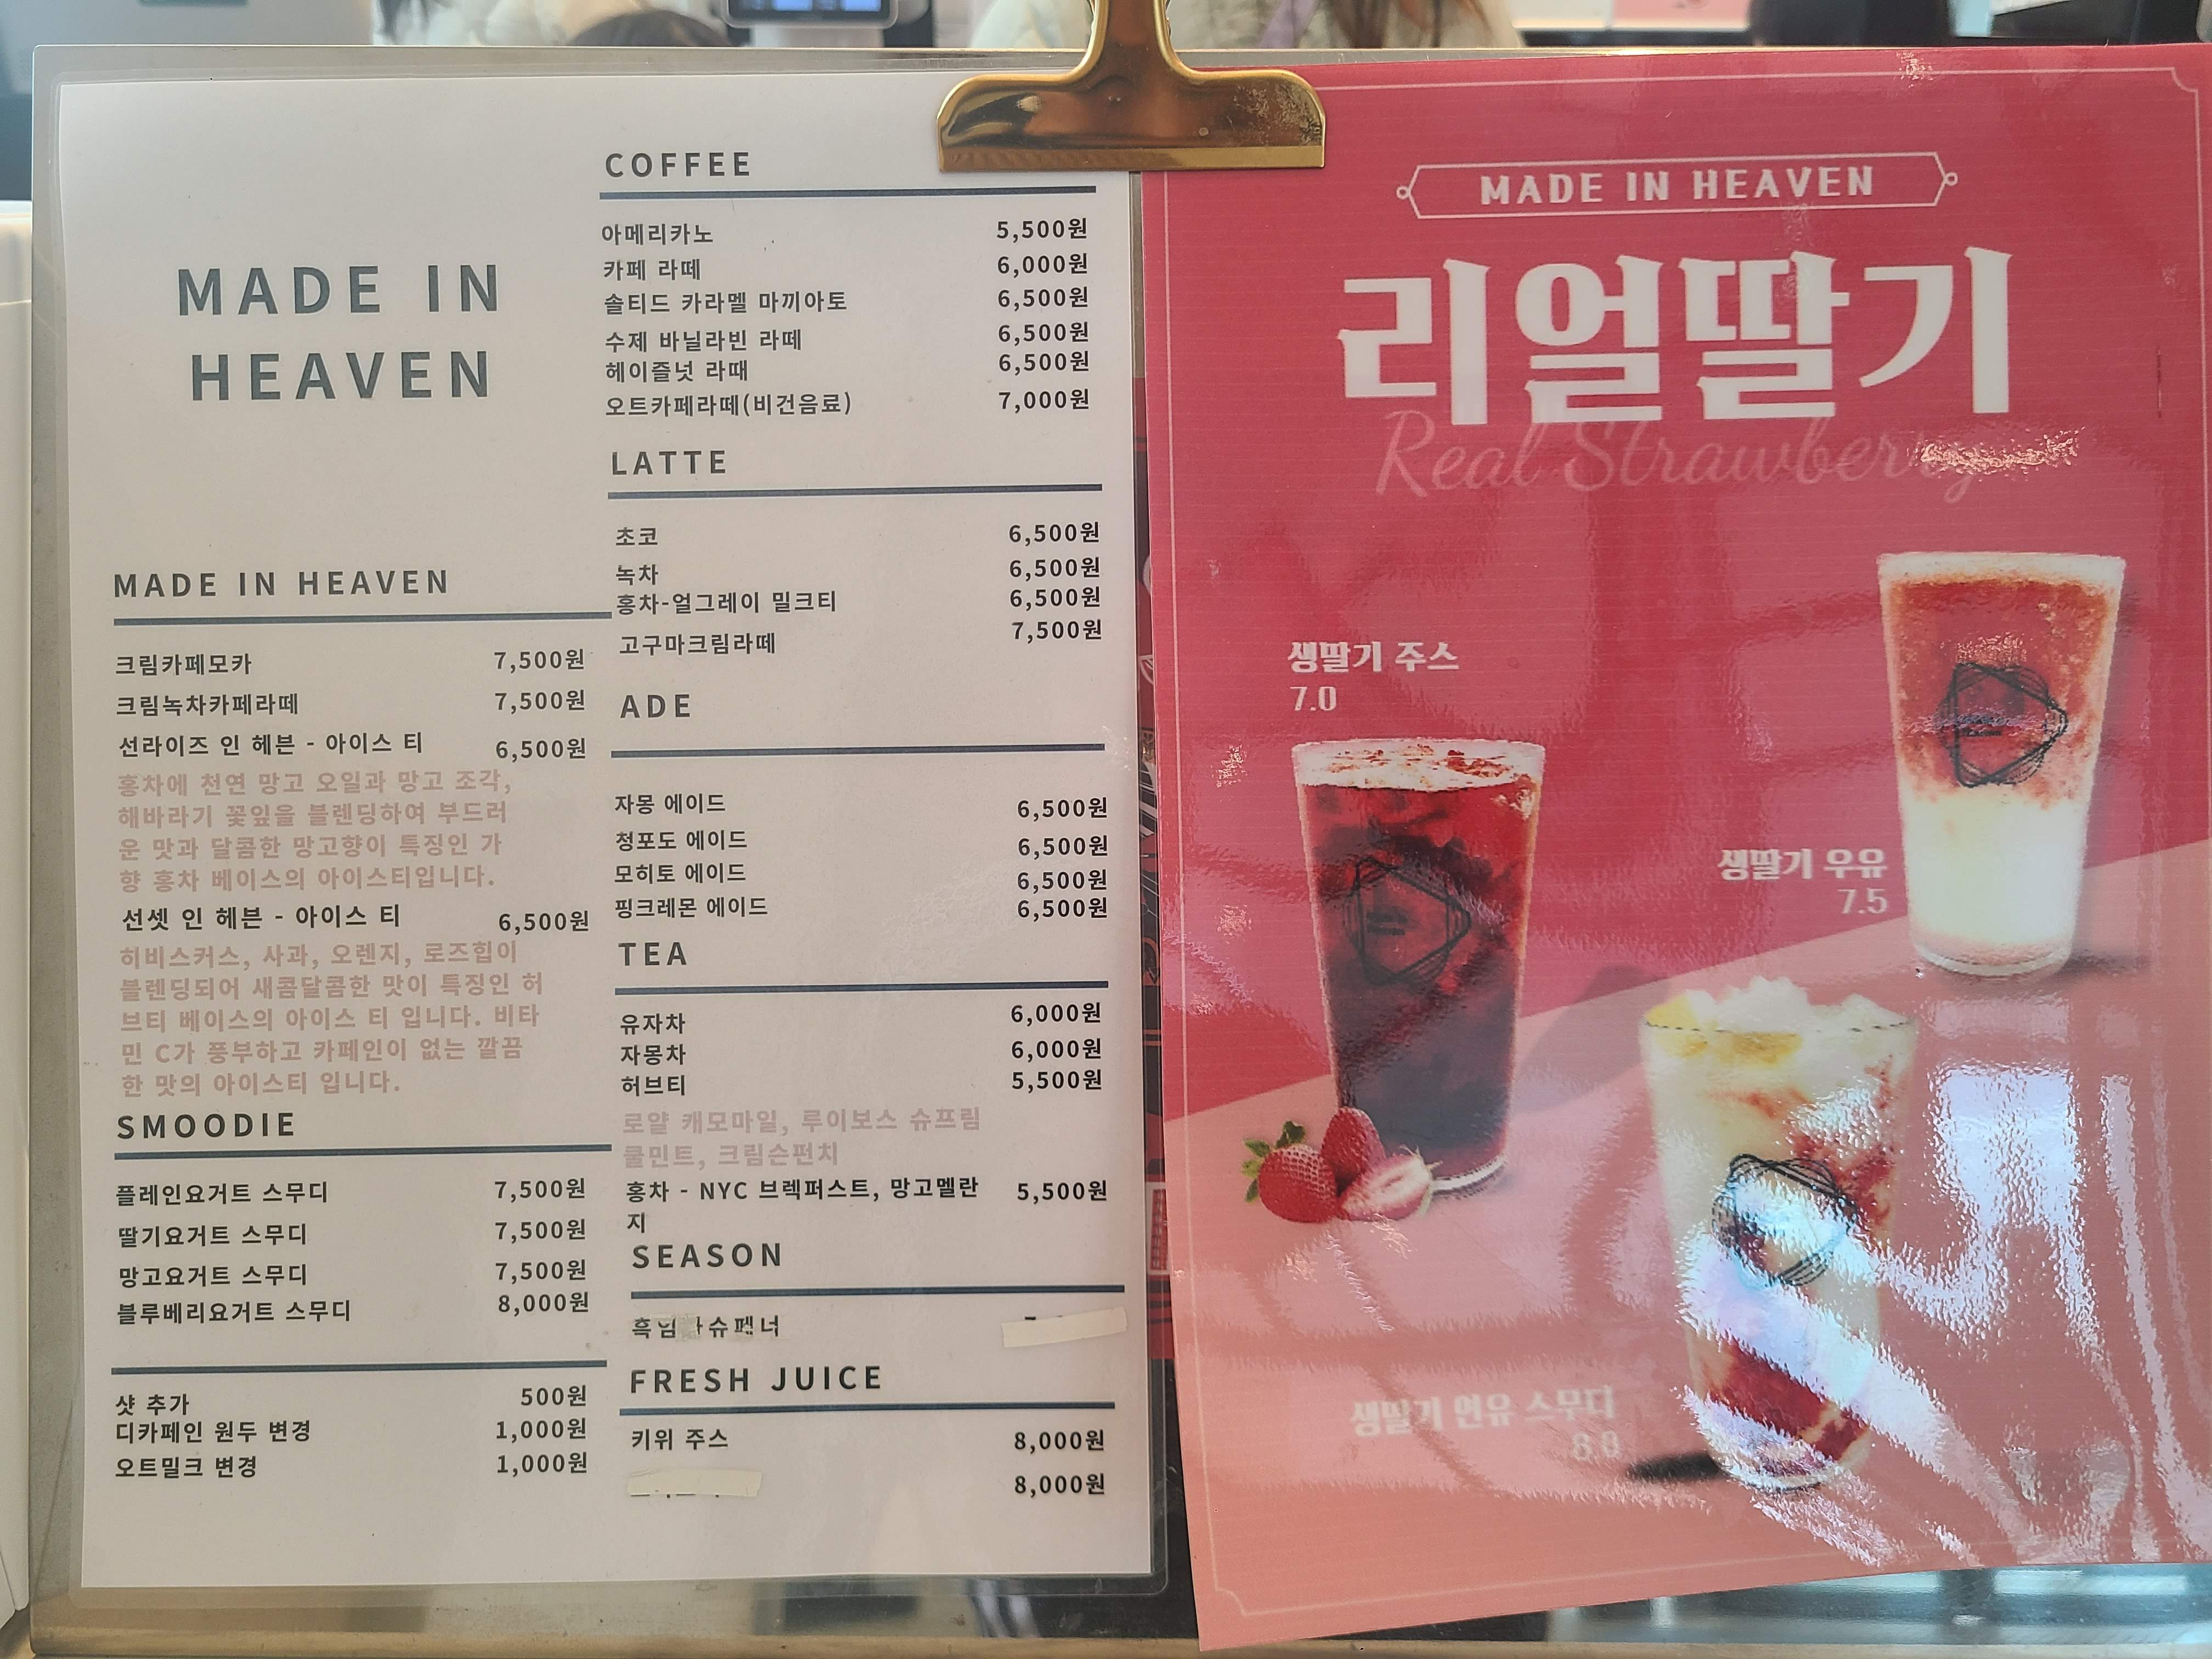 MADE IN
HEAVEN
MADE IN HEAVEN
크림카페모카 7,500원
크림녹차카페라떼 7,500원
선라이즈 인 헤븐 - 아이스 티 6,500원
홍차에 천연 망고 오일과 망고 조각,
해바라기 꽃잎을 블렌딩하여 부드러
운 맛과 달콤한 망고향이 특징인 가
향 홍차 베이스의 아이스티입니다.
선셋 인 헤븐 - 아이스 티 6,500원
히비스커스, 사과, 오렌지, 로즈힙이
블렌딩되어 새콤달콤한 맛이 특징인 허
브티 베이스의 아이스 티 입니다. 비타
민 C가 풍부하고 카페인이 없는 깔끔
한 맛의 아이스티 입니다.
SMOODIE
플레인요거트 스무디 7,500원
딸기요거트 스무디 7,500원
망고요거트 스무디 7,500원
블루베리요거트 스무디 8,000원
샷 추가 500원
디카페인 원두 변경 1,000원
오트밀크 변경 1,000원
COFFEE
아메리카노 5,500원
카페 라떼 6,000원
솔티드 카라멜 마끼아토 6,500원
수제 바닐라빈 라떼 6,500원
헤이즐넛 라때 6,500원
오트카페라떼(비건음료) 7,000원
LATTE
초코 6,500원
녹차 6,500원
홍차-얼그레이 밀크티 6,500원
고구마크림라떼 7,500원
ADE
자몽 에이드 6,500원
청포도 에이드 6,500원
모히토 에이드 6,500원
핑크레몬 에이드 6,500원
TEA
유자차 6,000원
자몽차 6,000원
허브티 5,500원
로얄 캐모마일, 루이보스 슈프림
쿨민트, 크림슨펀치
홍차 - NYC 브렉퍼스트, 망고멜란 5,500원
지
SEASON
FRESH JUICE
키위 주스 8,000원
8,000원
MADE IN HEAVEN
리얼딸기
Real Strawberry
생딸기 주스
7.0
생딸기 우유
7.5
생딸기 연유 스무디
8.0